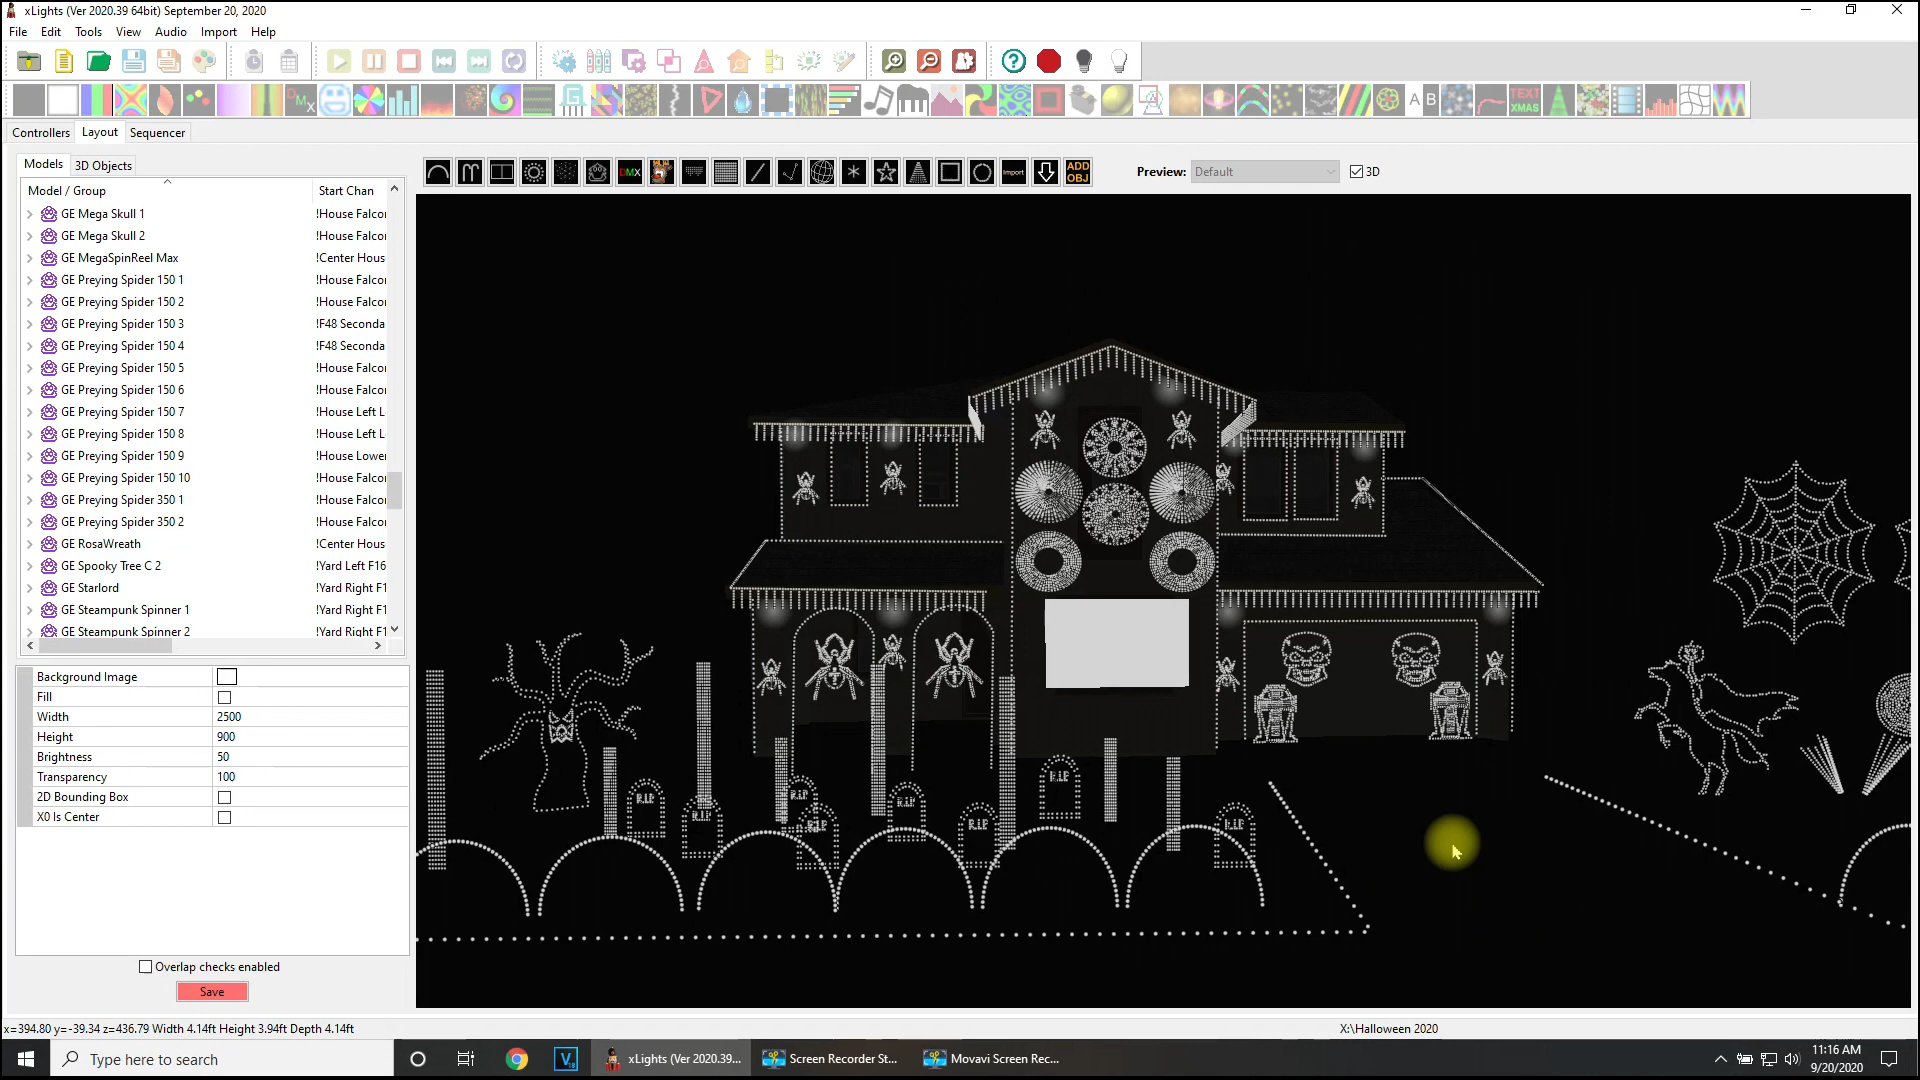 xLights (Ver 2020.39 64bit) September 20, 2020
File Edit Tools View Audio Import Help
DMX
A B
TEXT XMAS
Controllers Layout Sequencer
Models 3D Objects
DMX
Import
ADD OBJ
Preview: Default 3D
Model / Group Start Chan
GE Mega Skull 1 !House Falcor
GE Mega Skull 2 !House Falcor
GE MegaSpinReel Max !Center Hous
GE Preying Spider 150 1 !House Falcor
GE Preying Spider 150 2 !House Falcor
GE Preying Spider 150 3 !F48 Seconda
GE Preying Spider 150 4 !F48 Seconda
GE Preying Spider 150 5 !House Falcor
GE Preying Spider 150 6 !House Falcor
GE Preying Spider 150 7 !House Left L
GE Preying Spider 150 8 !House Left L
GE Preying Spider 150 9 !House Lower
GE Preying Spider 150 10 !House Falcor
GE Preying Spider 350 1 !House Falcor
GE Preying Spider 350 2 !House Falcor
GE RosaWreath !Center Hous
GE Spooky Tree C 2 !Yard Left F16
GE Starlord !Yard Right F1
GE Steampunk Spinner 1 !Yard Right F1
GE Steampunk Spinner 2 !Yard Right F1
Background Image
Fill
Width 2500
Height 900
Brightness 50
Transparency 100
2D Bounding Box
X0 Is Center
Overlap checks enabled
Save
R.I.P
R.I.P
R.I.P
R.I.P
R.I.P
R.I.P
R.I.P
R.I.P
x=394.80 y=-39.34 z=436.79 Width 4.14ft Height 3.94ft Depth 4.14ft X:\Halloween 2020
Type here to search
xLights (Ver 2020.39...
Screen Recorder St...
Movavi Screen Rec...
11:16 AM
9/20/2020